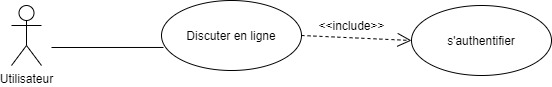 Discuter en ligne
<<include>>
s'authentifier
Utilisateur